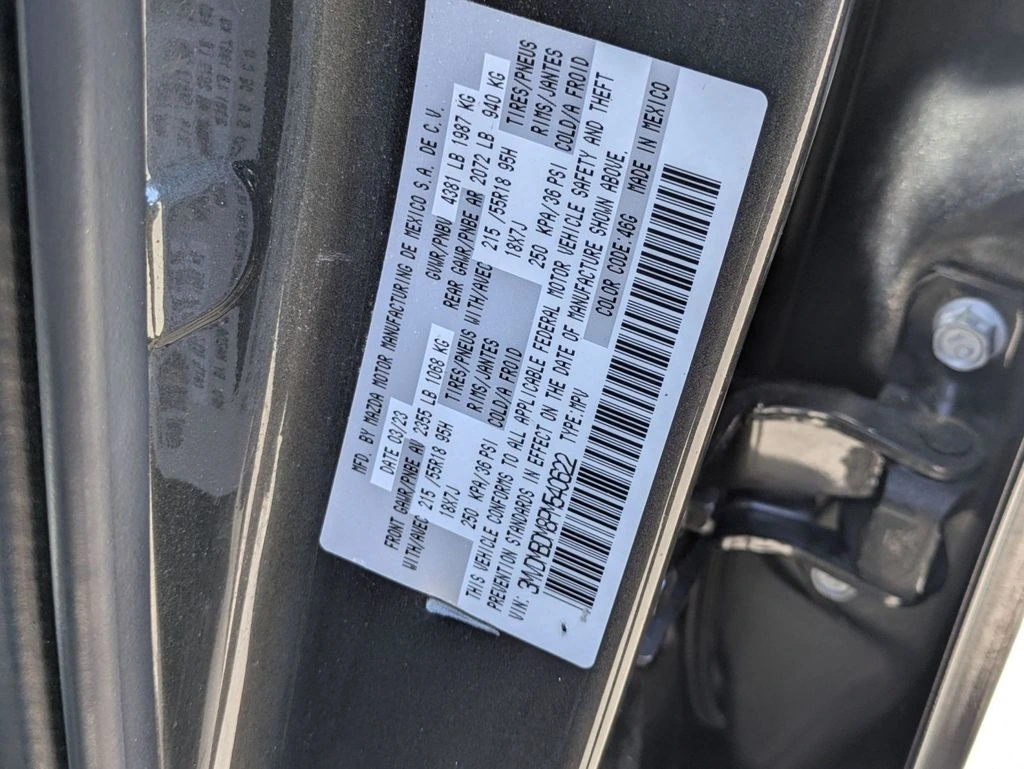 MFD. BY MAZDA MOTOR MANUFACTURING DE MEXICO S.A. DE C.V.
DATE 03/23 GVWR/PNBV 4381 LB 1987 KG
FRONT GAWR/PNBE AV 2355 LB 1068 KG REAR GAWR/PNBE AR 2072 LB 940 KG
WITH/AVEC 215 /55R18 95H TIRES/PNEUS WITH/AVEC 215 /55R18 95H TIRES/PNEUS
18X7J RIMS/JANTES 18X7J RIMS/JANTES
250 KPA/36 PSI COLD/A FROID 250 KPA/36 PSI COLD/A FROID
THIS VEHICLE CONFORMS TO ALL APPLICABLE FEDERAL MOTOR VEHICLE SAFETY AND THEFT
PREVENTION STANDARDS IN EFFECT ON THE DATE OF MANUFACTURE SHOWN ABOVE.
VIN: 3MVDMBDM8PM540622 TYPE:MPV COLOR CODE:46G MADE IN MEXICO